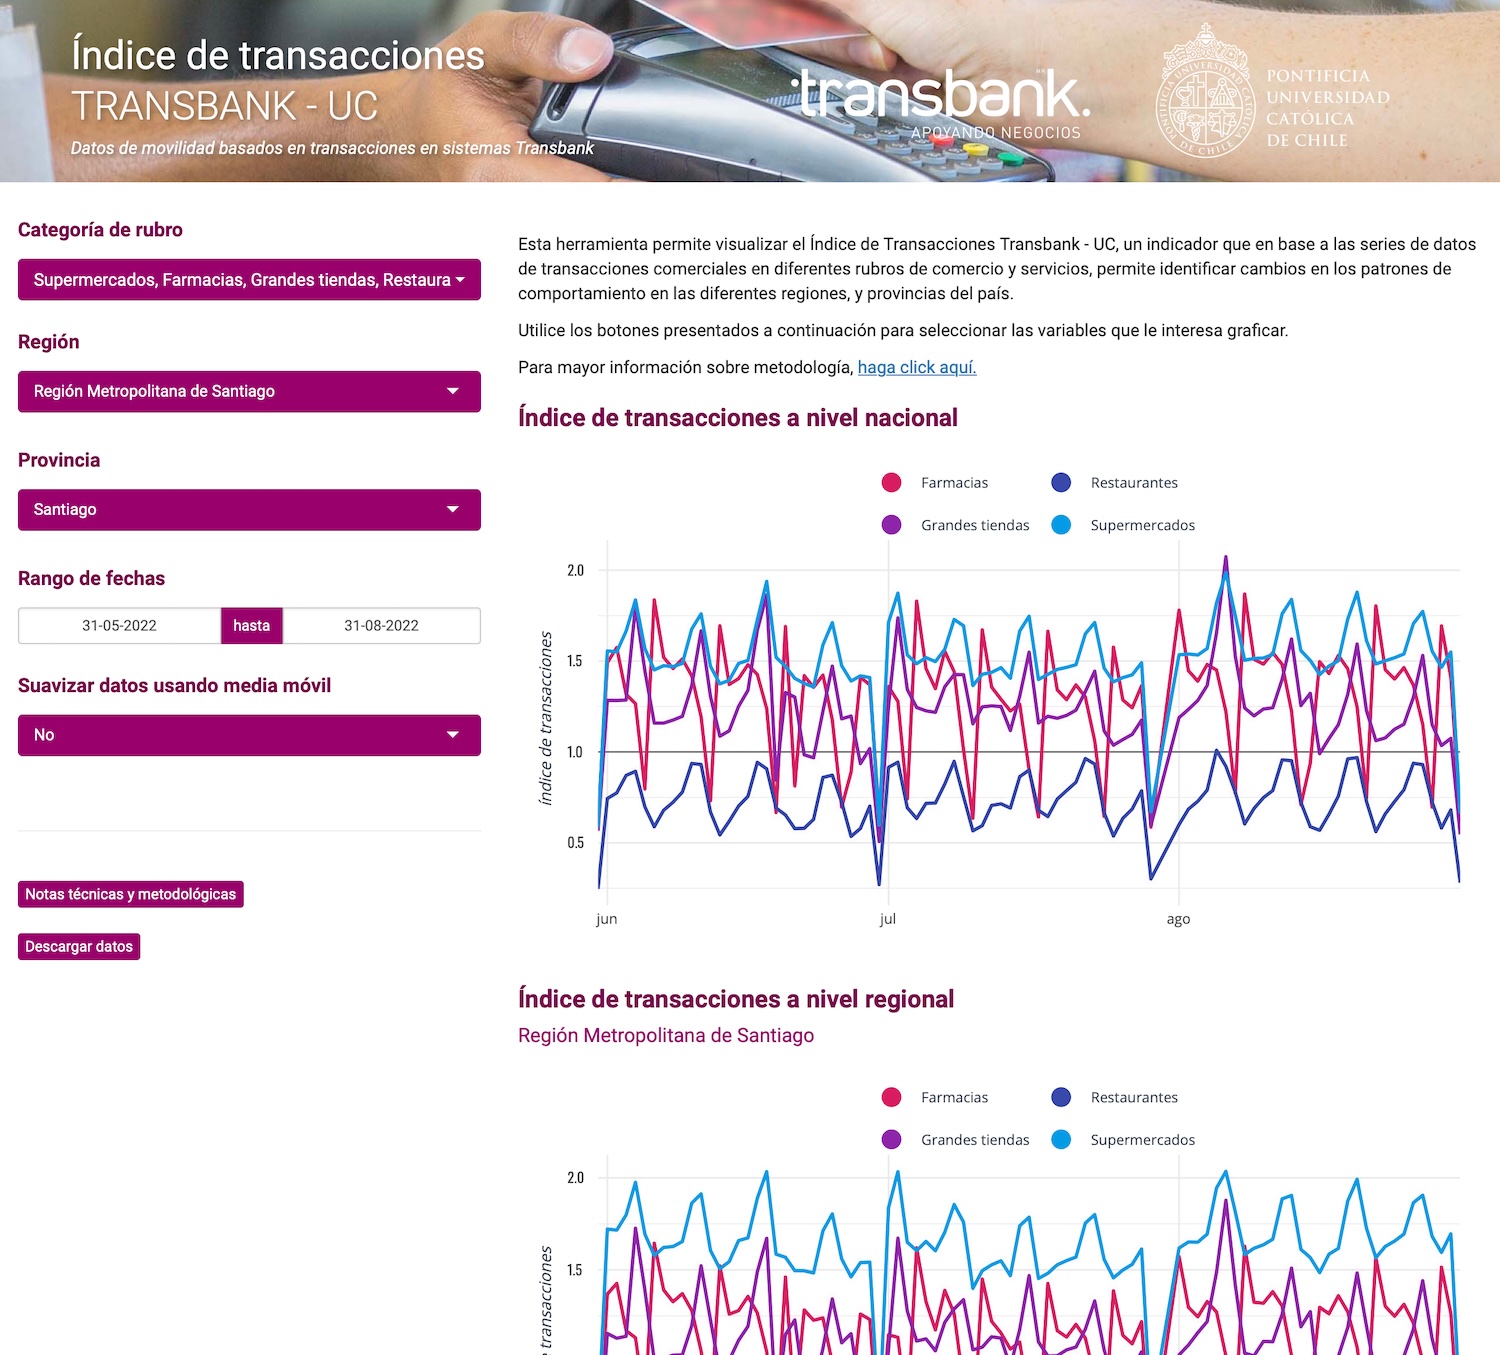 Índice de transacciones
TRANSBANK - UC
Datos de movilidad basados en transacciones en sistemas Transbank
transbank.
APOYANDO NEGOCIOS
PONTIFICIA
UNIVERSIDAD
CATÓLICA
DE CHILE
Categoría de rubro
Supermercados, Farmacias, Grandes tiendas, Restaura
Región
Región Metropolitana de Santiago
Provincia
Santiago
Rango de fechas
31-05-2022 hasta 31-08-2022
Suavizar datos usando media móvil
No
Notas técnicas y metodológicas
Descargar datos
Esta herramienta permite visualizar el Índice de Transacciones Transbank - UC, un indicador que en base a las series de datos
de transacciones comerciales en diferentes rubros de comercio y servicios, permite identificar cambios en los patrones de
comportamiento en las diferentes regiones, y provincias del país.
Utilice los botones presentados a continuación para seleccionar las variables que le interesa graficar.
Para mayor información sobre metodología, haga click aquí.
Índice de transacciones a nivel nacional
Farmacias Restaurantes
Grandes tiendas Supermercados
índice de transacciones
2.0
1.5
1.0
0.5
jun jul ago
Índice de transacciones a nivel regional
Región Metropolitana de Santiago
Farmacias Restaurantes
Grandes tiendas Supermercados
transacciones
2.0
1.5